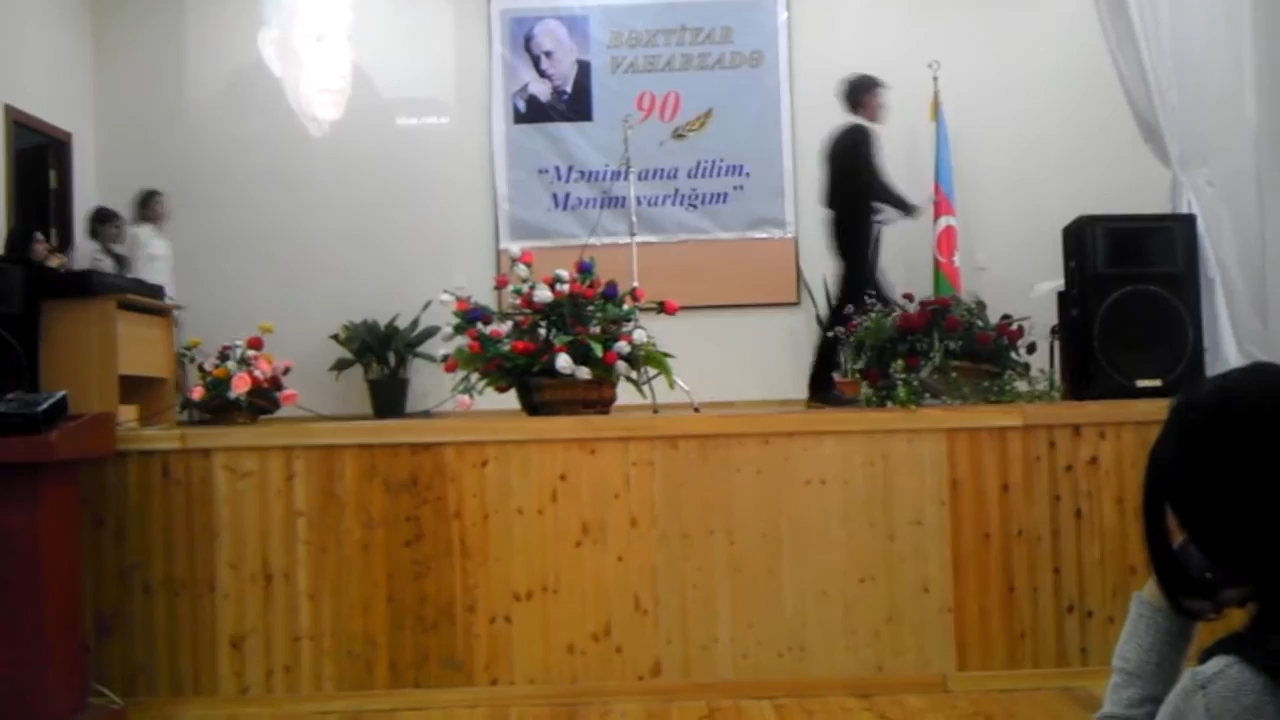 BƏXTİYAR
VAHABZADƏ
90
“Mənim ana dilim,
Mənim varlığım”